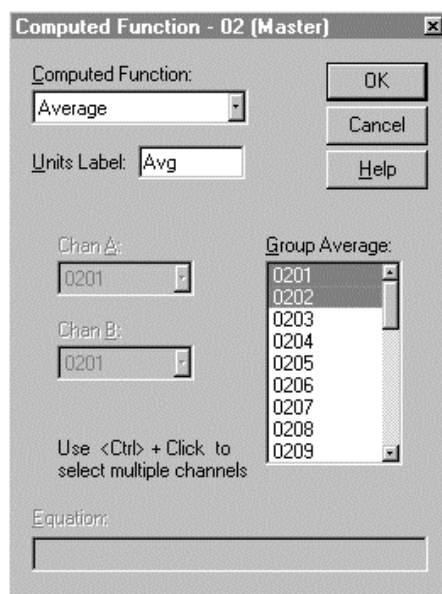 Computed Function - 02 (Master)
Computed Function:
Average
OK
Cancel
Units Label: Avg
Help
Chan A:
0201
Chan B:
0201
Group Average:
0201
0202
0203
0204
0205
0206
0207
0208
0209
Use <Ctrl> + Click to
select multiple channels
Equation: